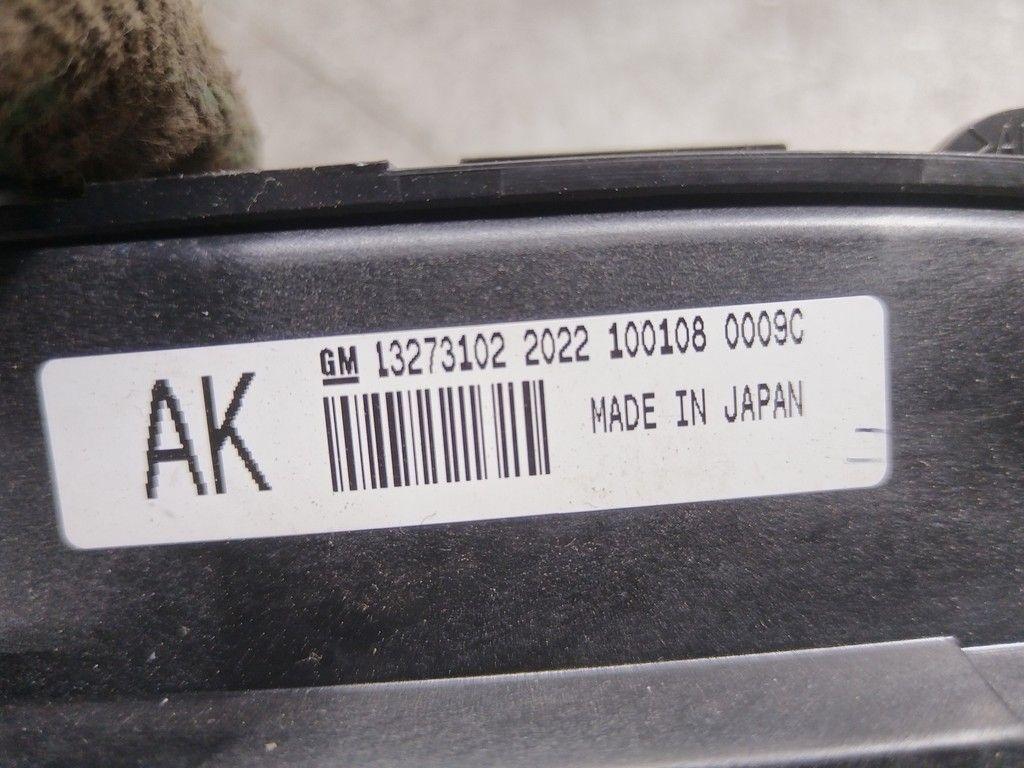 AK
GM 13273102 2022 100108 0009C
MADE IN JAPAN